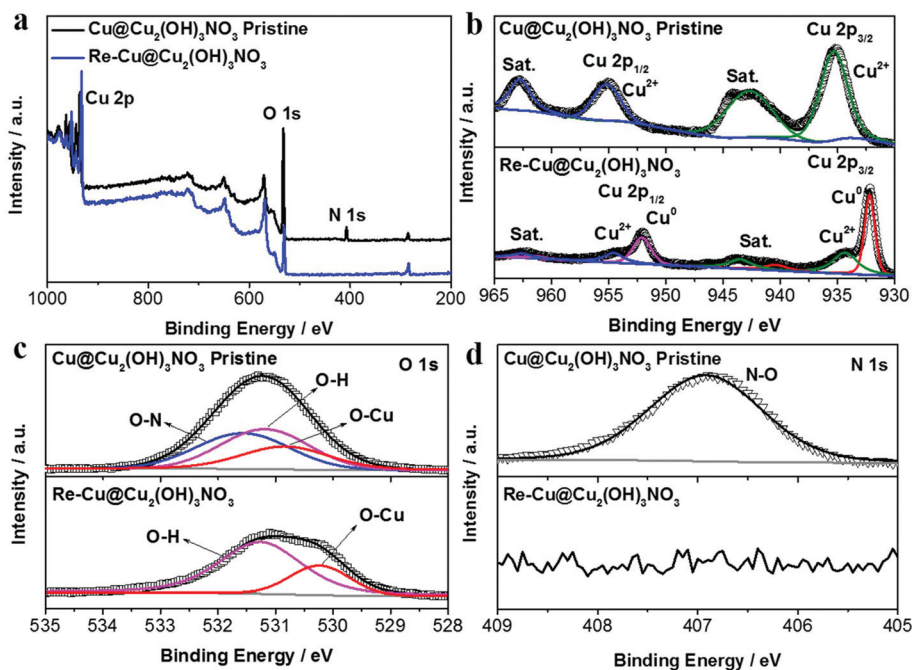 a
Cu@Cu₂(OH)₃NO₃ Pristine
Re-Cu@Cu₂(OH)₃NO₃
Cu 2p
O 1s
N 1s
Intensity / a.u.
1000 800 600 400 200
Binding Energy / eV
b
Cu@Cu₂(OH)₃NO₃ Pristine
Cu 2p₃/₂
Cu 2p₁/₂
Sat.
Cu²⁺
Sat.
Cu²⁺
Re-Cu@Cu₂(OH)₃NO₃
Cu 2p₃/₂
Cu 2p₁/₂
Cu⁰
Cu²⁺
Cu⁰
Sat.
Sat.
Cu²⁺
Intensity / a.u.
965 960 955 950 945 940 935 930
Binding Energy / eV
c
Cu@Cu₂(OH)₃NO₃ Pristine
O 1s
O-H
O-N
O-Cu
Re-Cu@Cu₂(OH)₃NO₃
O-H
O-Cu
Intensity / a.u.
535 534 533 532 531 530 529 528
Binding Energy / eV
d
Cu@Cu₂(OH)₃NO₃ Pristine
N 1s
N-O
Re-Cu@Cu₂(OH)₃NO₃
Intensity / a.u.
409 408 407 406 405
Binding Energy / eV